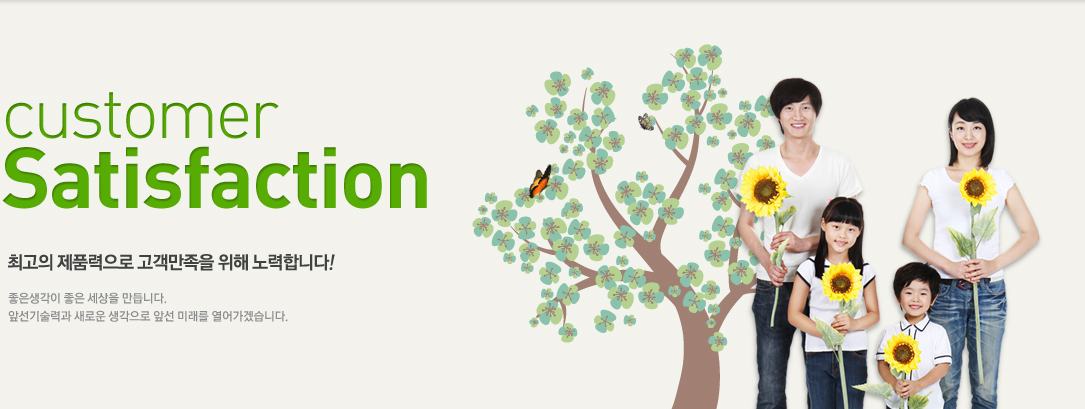 customer
Satisfaction
최고의 제품력으로 고객만족을 위해 노력합니다!
좋은생각이 좋은 세상을 만듭니다.
앞선기술력과 새로운 생각으로 앞선 미래를 열어가겠습니다.